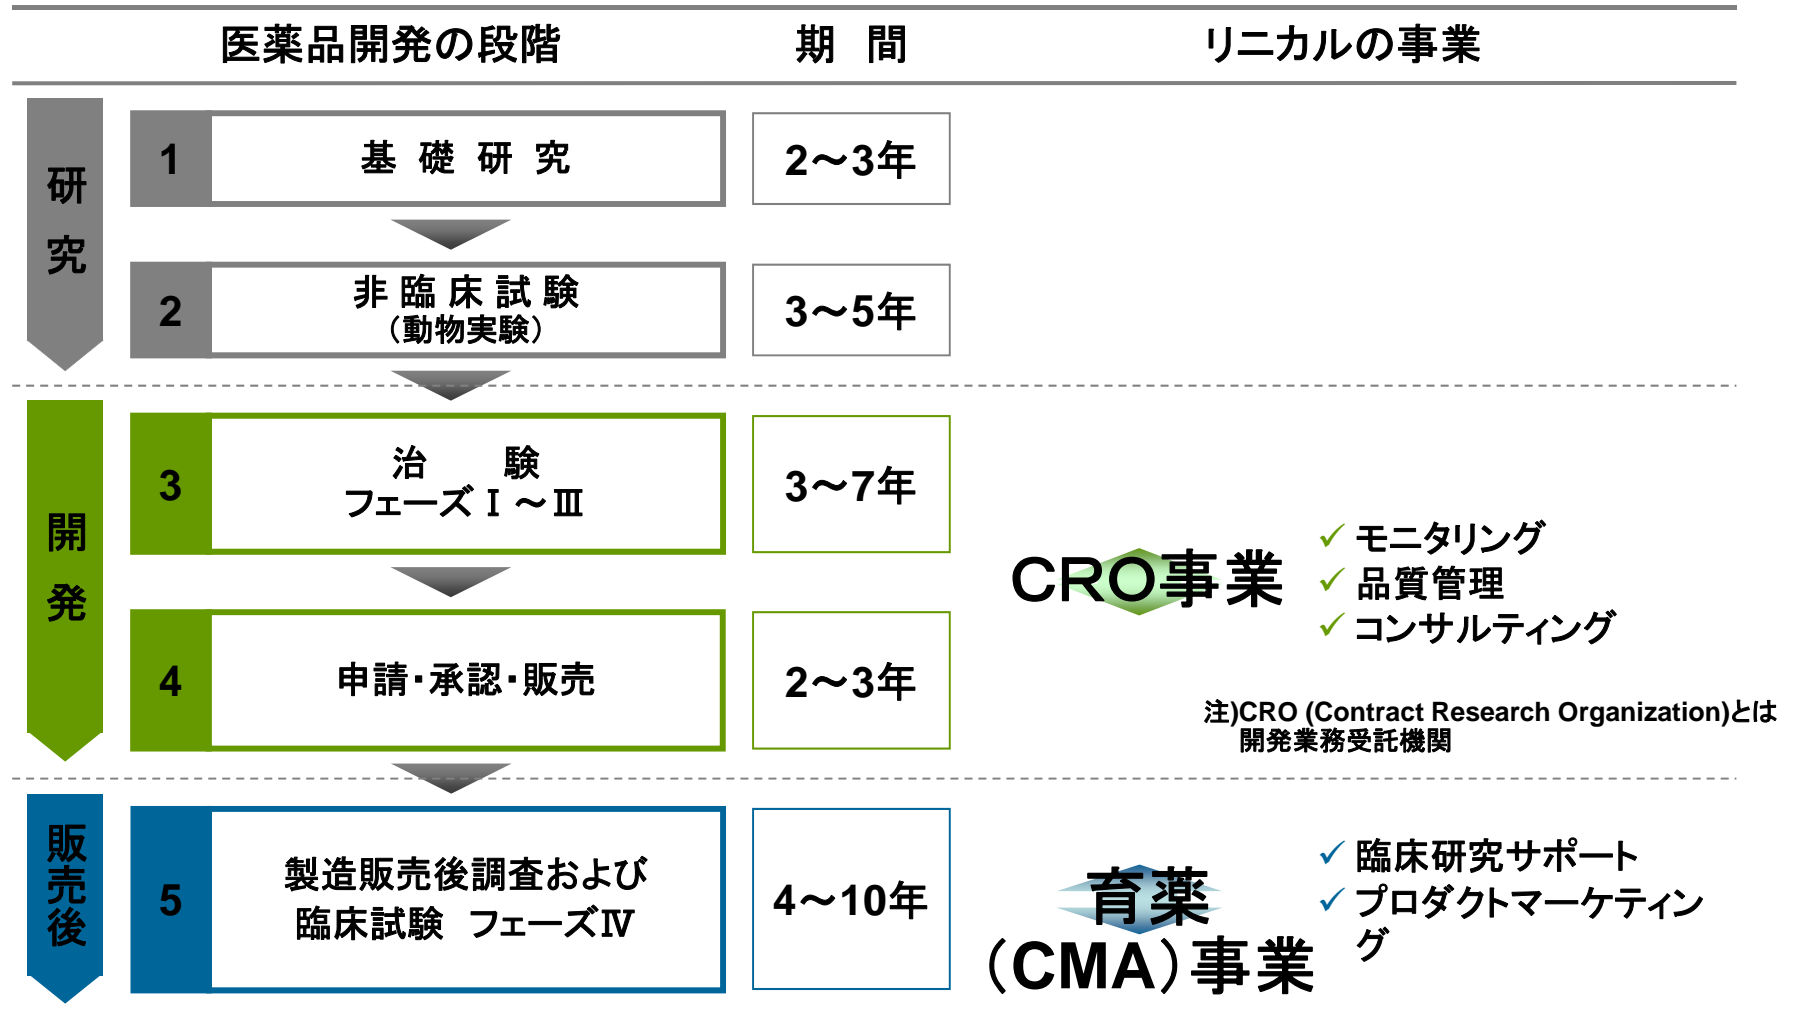 医薬品開発の段階
期 間
リニカルの事業
研究
1
基 礎 研 究
2～3年
2
非 臨 床 試 験
（動物実験）
3～5年
開発
3
治 験
フェーズⅠ～Ⅲ
3～7年
4
申請・承認・販売
2～3年
CRO事業
✓ モニタリング
✓ 品質管理
✓ コンサルティング
注)CRO (Contract Research Organization)とは
開発業務受託機関
販売後
5
製造販売後調査および
臨床試験 フェーズⅣ
4～10年
育薬
（CMA）事業
✓ 臨床研究サポート
✓ プロダクトマーケティン
グ